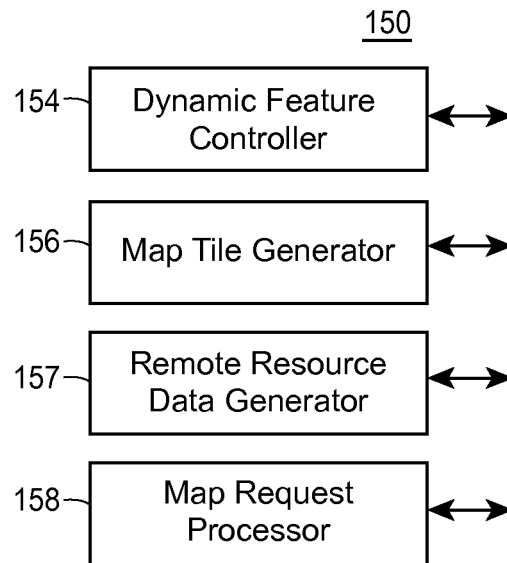 150
154
Dynamic Feature
Controller
156
Map Tile Generator
157
Remote Resource
Data Generator
158
Map Request
Processor